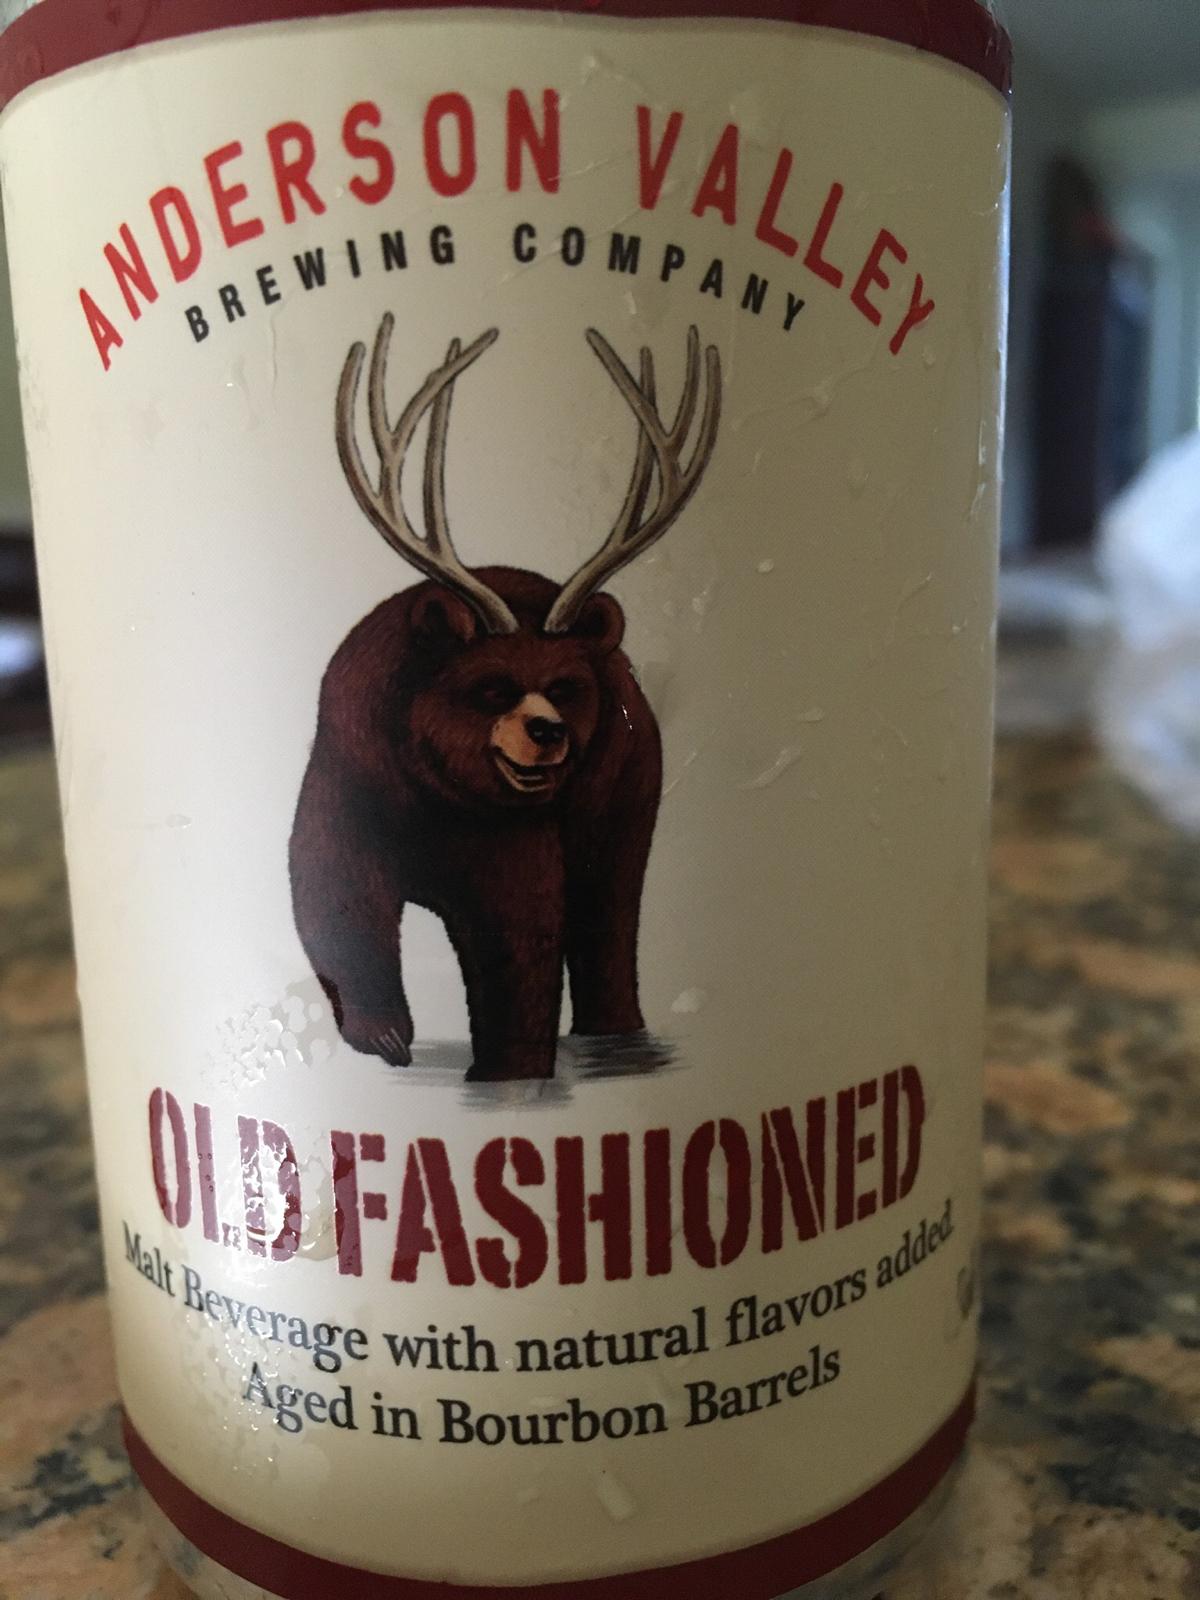 ANDERSON VALLEY
BREWING COMPANY
OLD FASHIONED
Malt Beverage with natural flavors added.
Aged in Bourbon Barrels